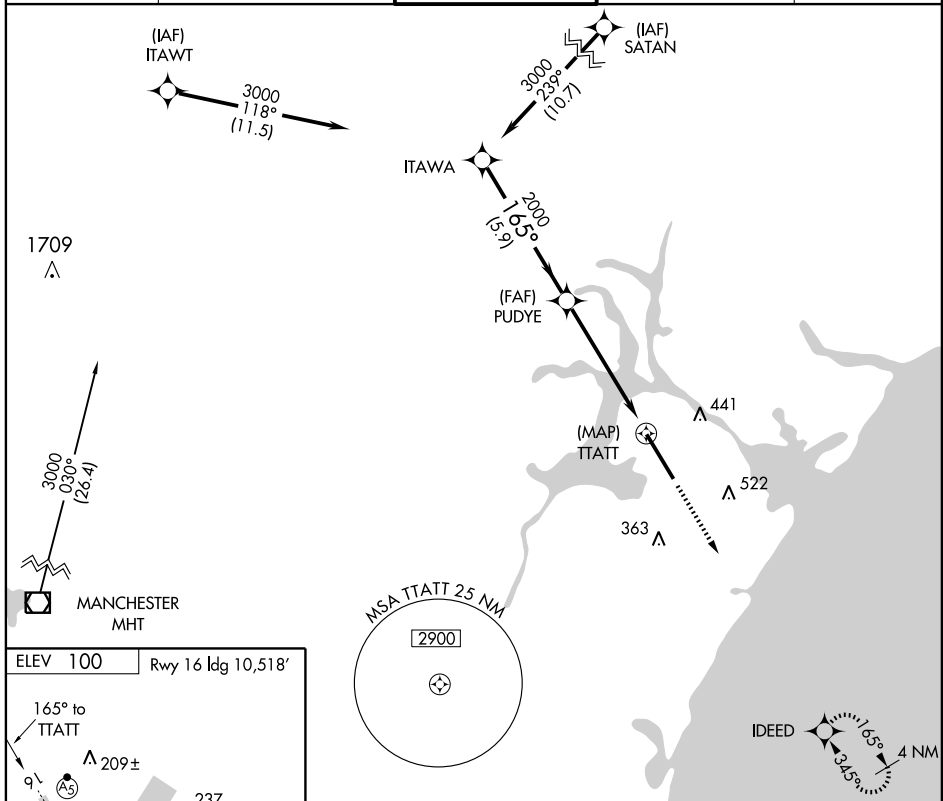 (IAF)
ITAWT
(IAF)
SATAN
3000
118°
(11.5)
3000
239°
(10.7)
ITAWA
2000
165°
(5.9)
1709
(FAF)
PUDYE
441
(MAP)
TTATT
522
363
3000
030°
(26.4)
MANCHESTER
MHT
MSA TTATT 25 NM
2900
ELEV 100
Rwy 16 ldg 10,518'
165° to
TTATT
209±
16
A5
237
IDEED
165°
345°
4 NM